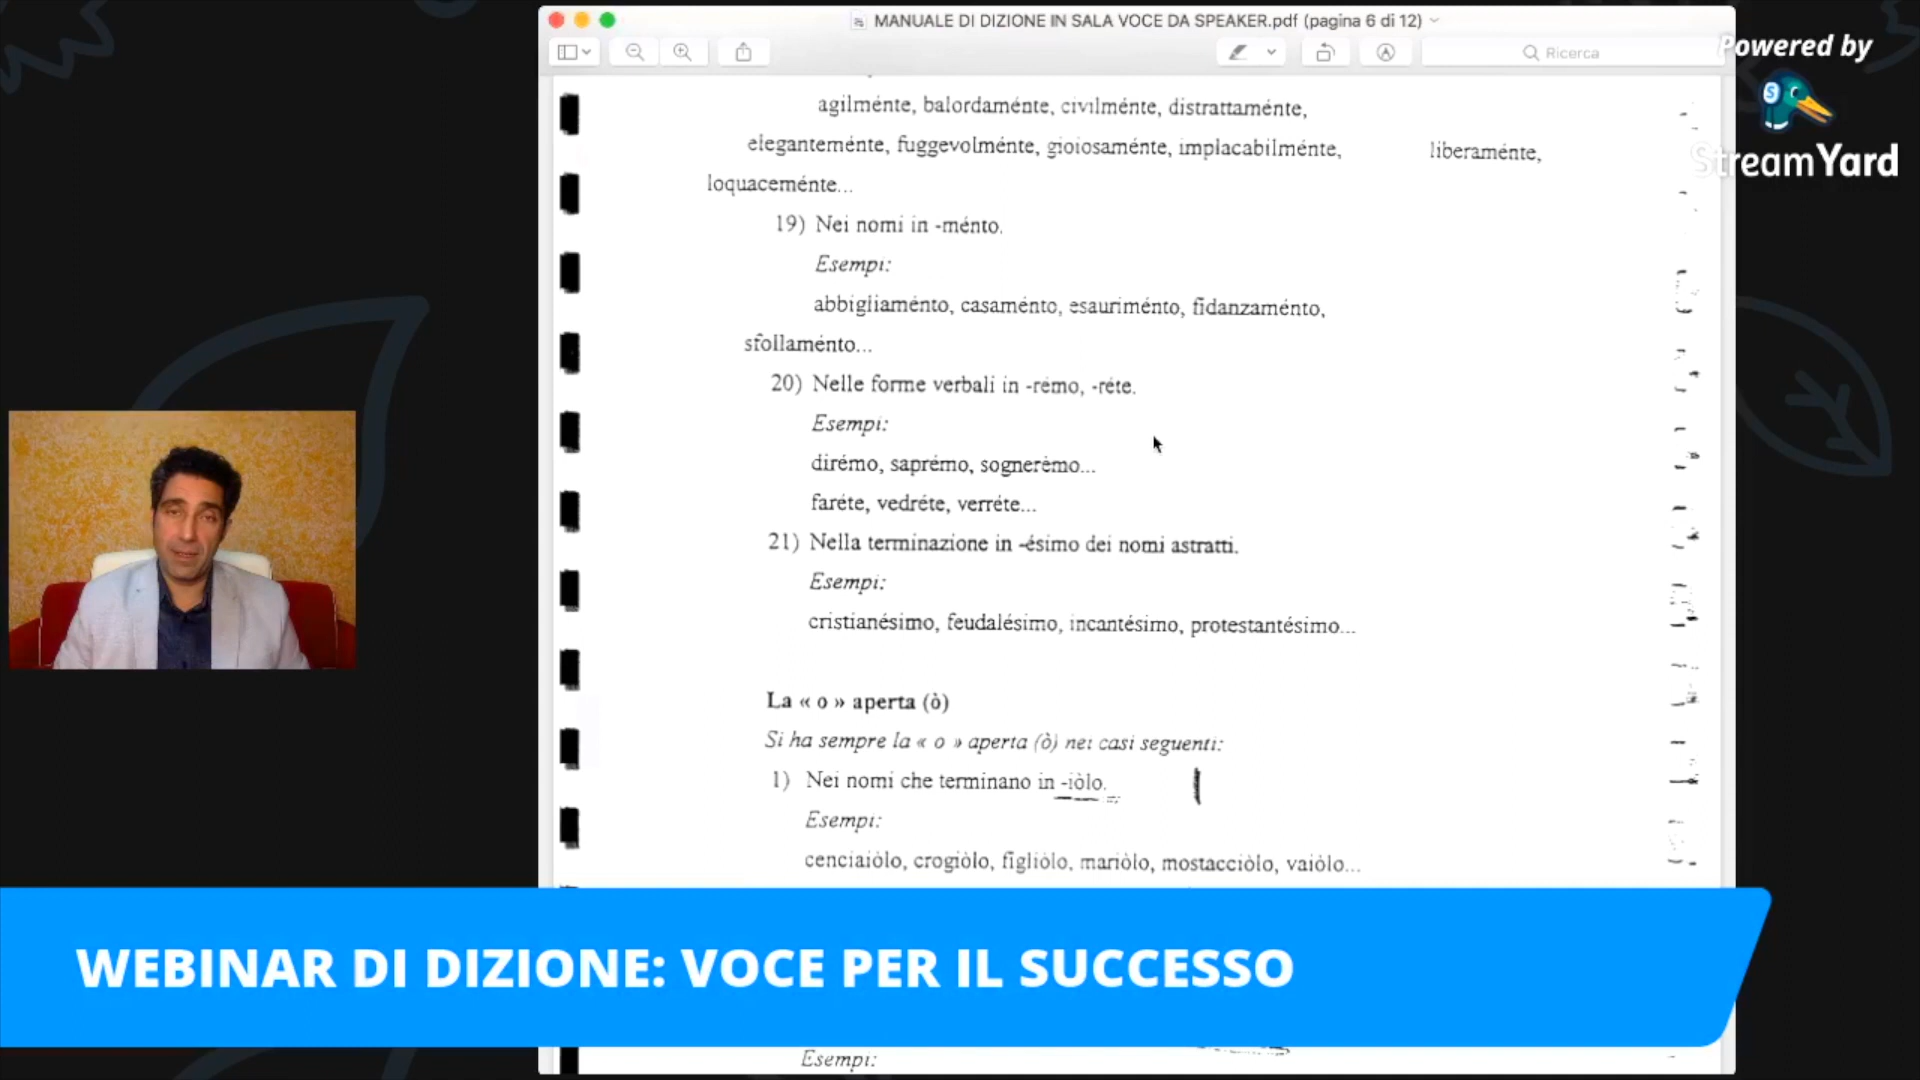 MANUALE DI DIZIONE IN SALA VOCE DA SPEAKER.pdf (pagina 6 di 12)
Ricerca
Powered by
StreamYard
agilménte, balordaménte, civilménte, distrattaménte,
eleganteménte, fuggevolménte, gioiosaménte, implacabilménte, liberaménte,
loquaceménte...
19) Nei nomi in -ménto.
Esempi:
abbigliaménto, casaménto, esauriménto, fidanzaménto,
sfollaménto...
20) Nelle forme verbali in -rémo, -réte.
Esempi:
dirémo, saprémo, sognerémo...
faréte, vedréte, verréte...
21) Nella terminazione in -ésimo dei nomi astratti.
Esempi:
cristianésimo, feudalésimo, incantésimo, protestantésimo...
La « o » aperta (ò)
Si ha sempre la « o » aperta (ò) nei casi seguenti:
1) Nei nomi che terminano in -iòlo.
Esempi:
cenciaiòlo, crogiòlo, figliòlo, mariòlo, mostacciòlo, vaiòlo...
WEBINAR DI DIZIONE: VOCE PER IL SUCCESSO
Esempi: